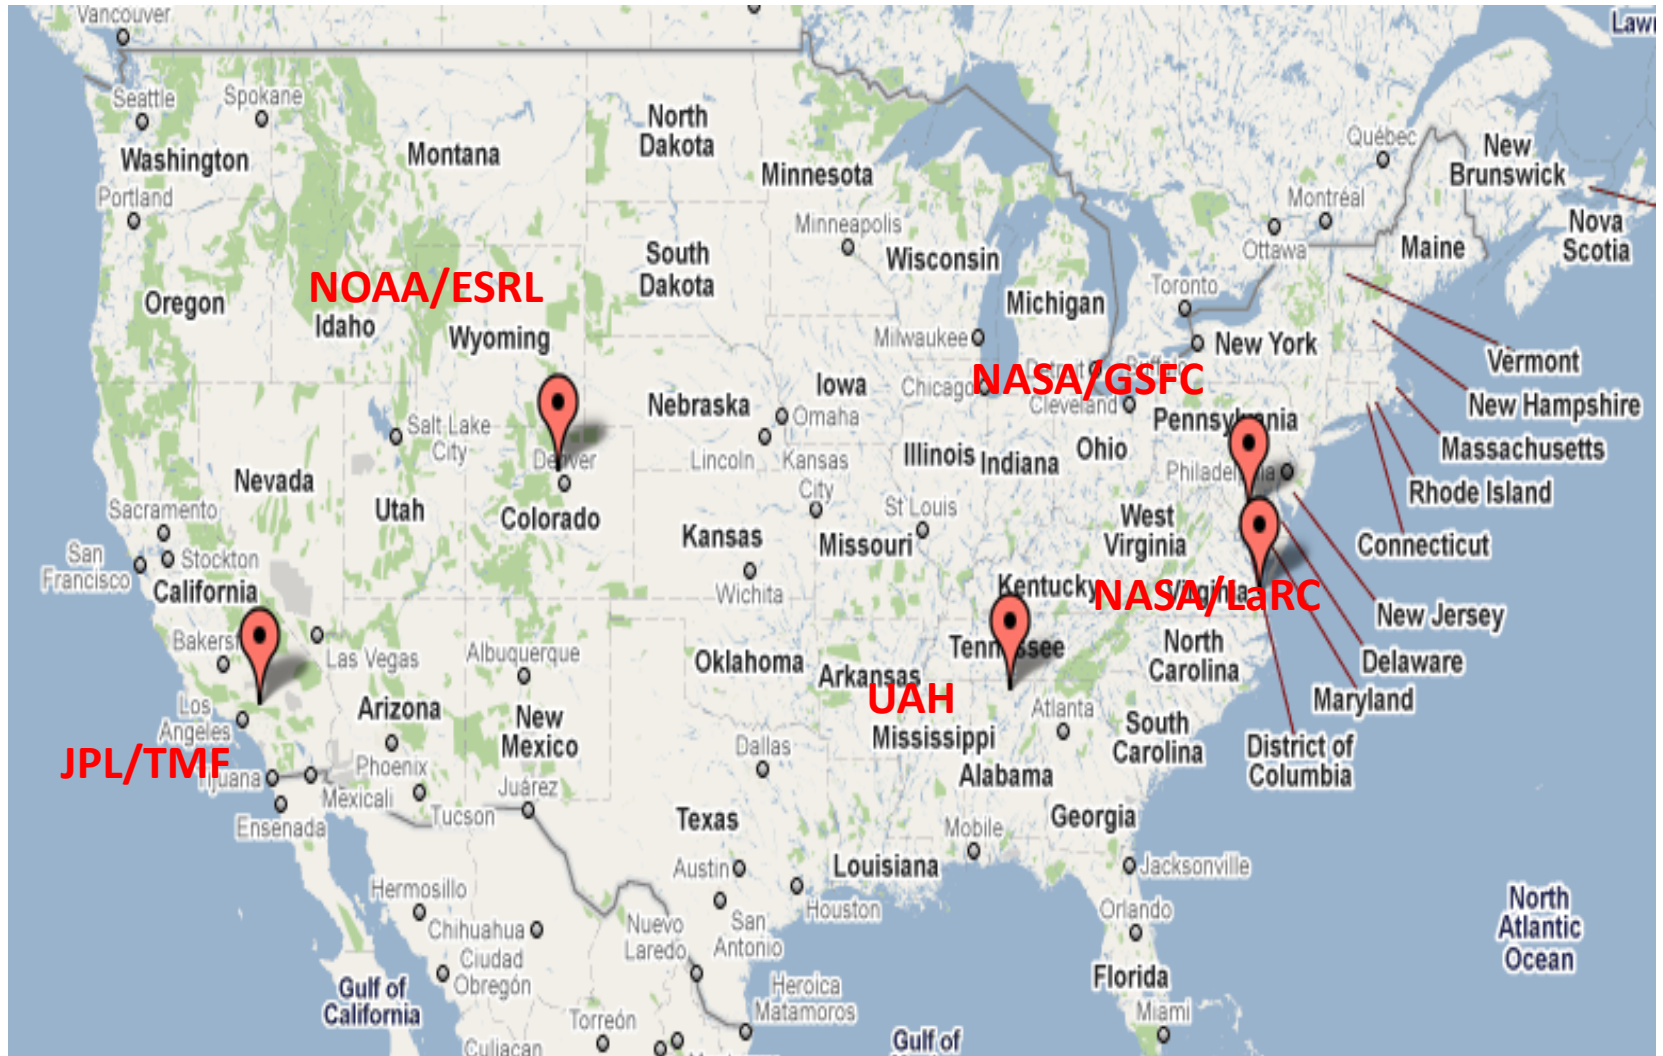 Vancouver
Lawr
Seattle
Spokane
Washington
Montana
North
Dakota
Minnesota
Québec
New
Brunswick
Portland
Minneapolis
Montréal
Ottawa
Maine
Nova
Scotia
South
Dakota
Wisconsin
NOAA/ESRL
Oregon
Idaho
Wyoming
Michigan
Toronto
Milwaukee
New York
Vermont
NASA/GSFC
Detroit
Buffalo
Chicago
Cleveland
Iowa
Nebraska
Omaha
Pennsylvania
New Hampshire
Salt Lake
City
Denver
Lincoln
Kansas
City
Illinois
Indiana
Ohio
Philadelphia
Massachusetts
Rhode Island
Nevada
Utah
Colorado
Sacramento
Stockton
San
Francisco
California
Kansas
St Louis
Missouri
West
Virginia
Connecticut
Wichita
Kentucky
Virginia
NASA/LaRC
New Jersey
Bakersf
Las Vegas
Albuquerque
Oklahoma
Arkansas
Tennessee
North
Carolina
Delaware
Maryland
Los
Angeles
Arizona
New
Mexico
UAH
Mississippi
Atlanta
South
Carolina
District of
Columbia
JPL/TMF
Tijuana
Mexicali
Phoenix
Tucson
Juárez
Dallas
Alabama
Ensenada
Texas
Georgia
Mobile
Louisiana
Jacksonville
Austin
Houston
San
Antonio
Hermosillo
Chihuahua
Nuevo
Laredo
Orlando
North
Atlantic
Ocean
Ciudad
Obregón
Gulf of
California
Heroica
Matamoros
Florida
Miami
Torreón
Culiacan
Gulf of